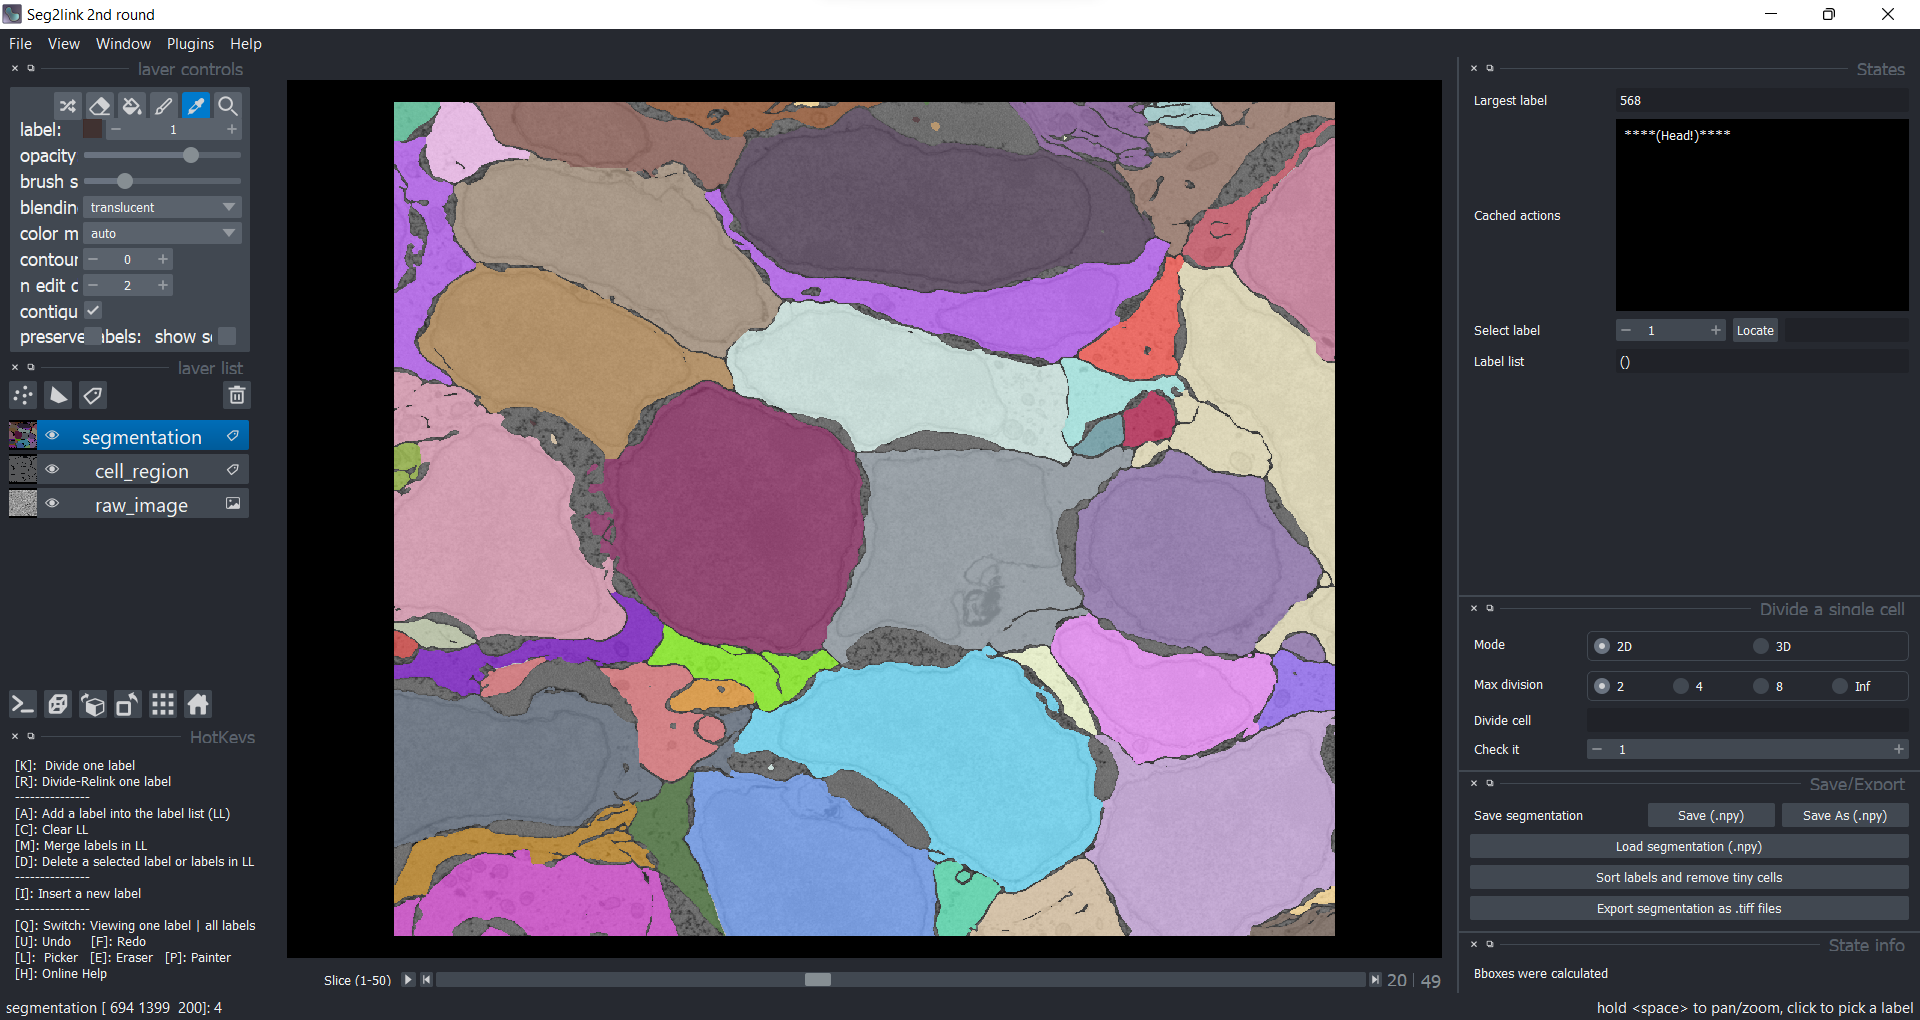 Seg2link 2nd round
File View Window Plugins Help
layer controls
label: 1
opacity
brush s
blendin translucent
color m auto
contour 0
n edit c 2
contiqu
preserve abels: show s
layer list
segmentation
cell_region
raw_image
HotKeys
[K]: Divide one label
[R]: Divide-Relink one label
---------------
[A]: Add a label into the label list (LL)
[C]: Clear LL
[M]: Merge labels in LL
[D]: Delete a selected label or labels in LL
---------------
[I]: Insert a new label
---------------
[Q]: Switch: Viewing one label | all labels
[U]: Undo [F]: Redo
[L]: Picker [E]: Eraser [P]: Painter
[H]: Online Help
segmentation [ 694 1399 200]: 4
Slice (1-50) 20 | 49
States
Largest label 568
Cached actions ****(Head!)****
Select label 1 Locate
Label list ()
Divide a single cell
Mode 2D 3D
Max division 2 4 8 Inf
Divide cell
Check it 1
Save/Export
Save segmentation Save (.npy) Save As (.npy)
Load segmentation (.npy)
Sort labels and remove tiny cells
Export segmentation as .tiff files
State info
Bboxes were calculated
hold <space> to pan/zoom, click to pick a label